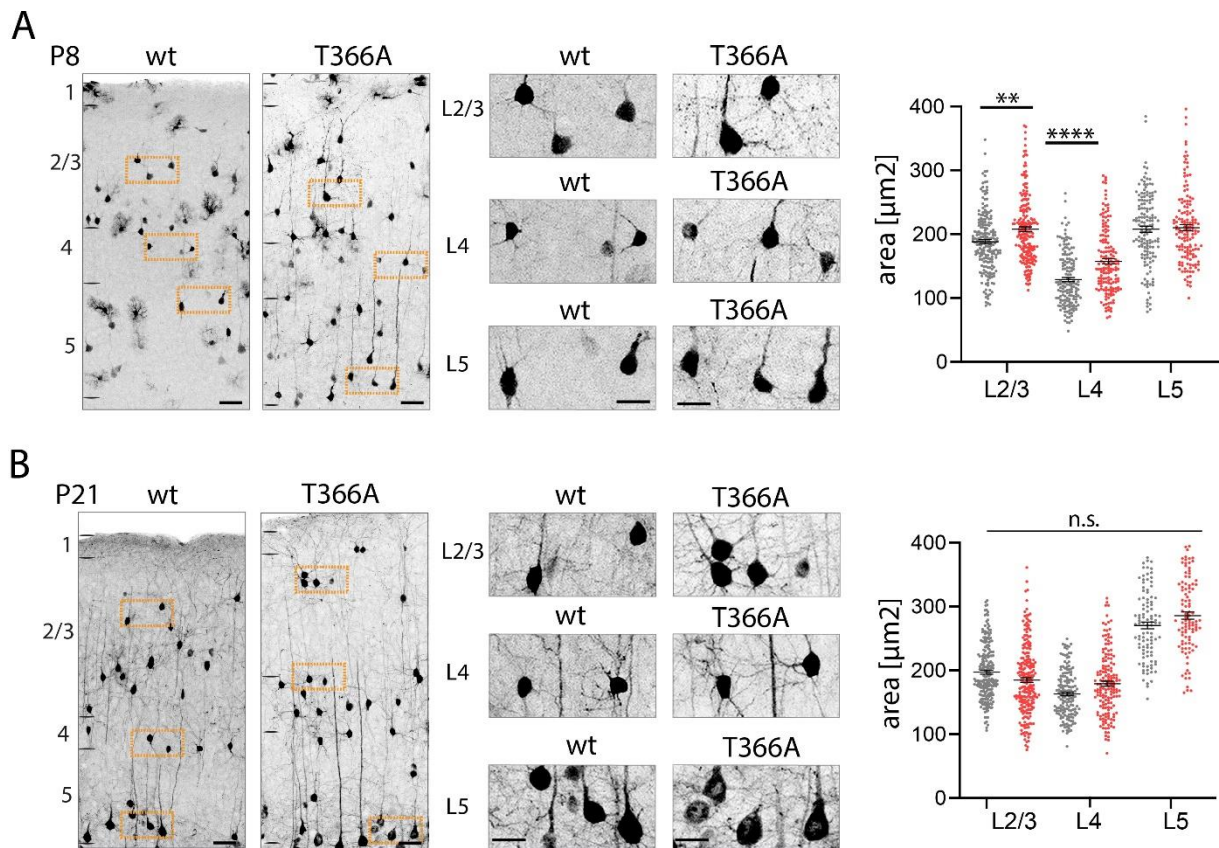 A
P8
wt
T366A
1
2/3
4
5
wt
T366A
L2/3
wt
T366A
L4
wt
T366A
L5
area [µm2]
400
300
200
100
0
**
****
L2/3
L4
L5
B
P21
wt
T366A
1
2/3
4
5
wt
T366A
L2/3
wt
T366A
L4
wt
T366A
L5
area [µm2]
400
300
200
100
0
n.s.
L2/3
L4
L5